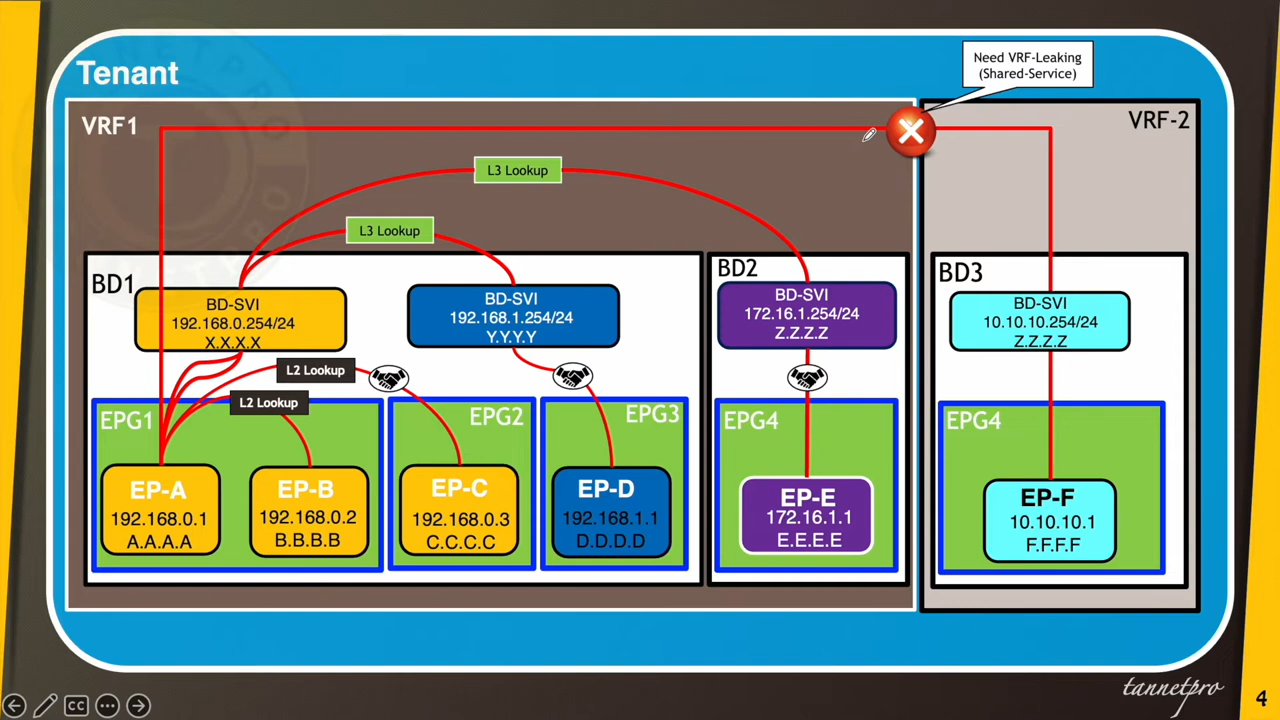 Tenant
Need VRF-Leaking
(Shared-Service)
VRF1
VRF-2
L3 Lookup
L3 Lookup
BD1
BD2
BD3
BD-SVI
192.168.0.254/24
X.X.X.X
BD-SVI
192.168.1.254/24
Y.Y.Y.Y
BD-SVI
172.16.1.254/24
Z.Z.Z.Z
BD-SVI
10.10.10.254/24
Z.Z.Z.Z
L2 Lookup
L2 Lookup
EPG1
EPG2
EPG3
EPG4
EPG4
EP-A
192.168.0.1
A.A.A.A
EP-B
192.168.0.2
B.B.B.B
EP-C
192.168.0.3
C.C.C.C
EP-D
192.168.1.1
D.D.D.D
EP-E
172.16.1.1
E.E.E.E
EP-F
10.10.10.1
F.F.F.F
CC
tannetpro
4